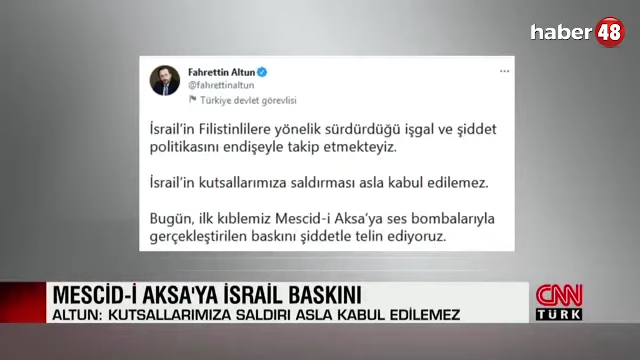 haber 48
Fahrettin Altun
@fahrettinaltun
Türkiye devlet görevlisi
İsrail'in Filistinlilere yönelik sürdürdüğü işgal ve şiddet
politikasını endişeyle takip etmekteyiz.
İsrail'in kutsallarımıza saldırması asla kabul edilemez.
Bugün, ilk kıblemiz Mescid-i Aksa'ya ses bombalarıyla
gerçekleştirilen baskını şiddetle telin ediyoruz.
MESCİD-İ AKSA'YA İSRAİL BASKINI
ALTUN: KUTSALLARIMIZA SALDIRI ASLA KABUL EDİLEMEZ
CNN
TÜRK